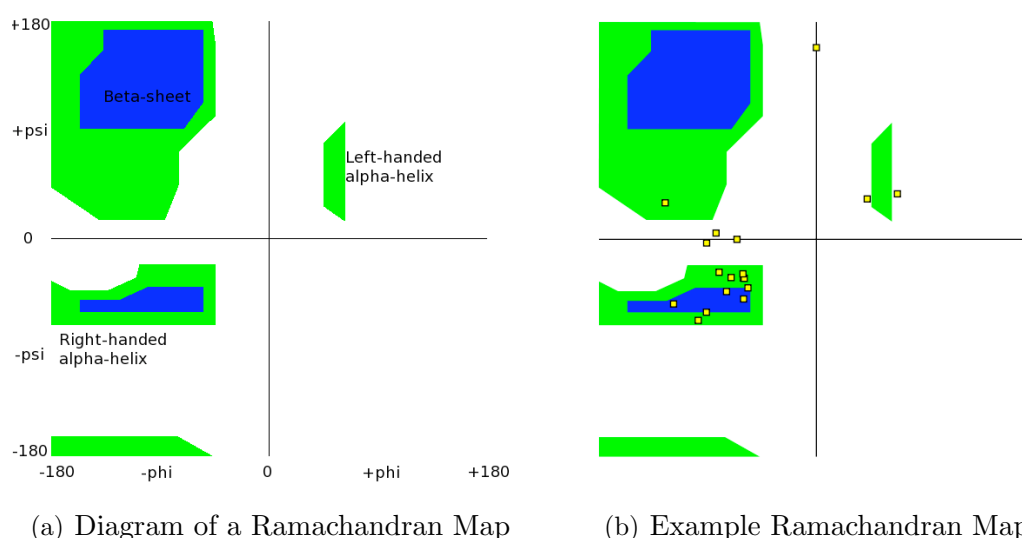 +180
Beta-sheet
+psi
Left-handed
alpha-helix
0
Right-handed
alpha-helix
-psi
-180
-180 -phi 0 +phi +180
(a) Diagram of a Ramachandran Map
(b) Example Ramachandran Map